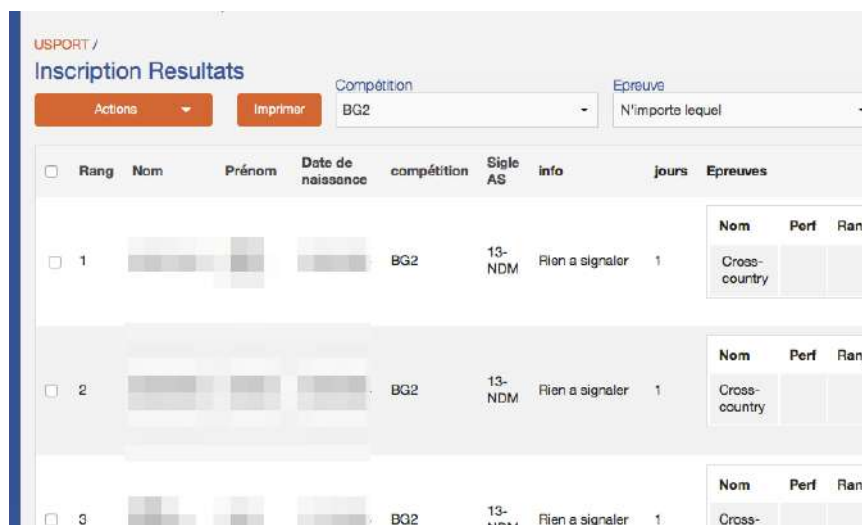 USPORT /
Inscription Resultats
Compétition
Epreuve
Actions
Imprimer
BG2
N'importe lequel
Rang Nom Prénom Date de naissance compétition Sigle AS info jours Epreuves
Nom Perf
1 BG2 13-NDM Rien a signaler 1 Cross-country
Nom Perf
2 BG2 13-NDM Rien a signaler 1 Cross-country
Nom Perf
3 BG2 13- Rien a signaler 1 Cross-